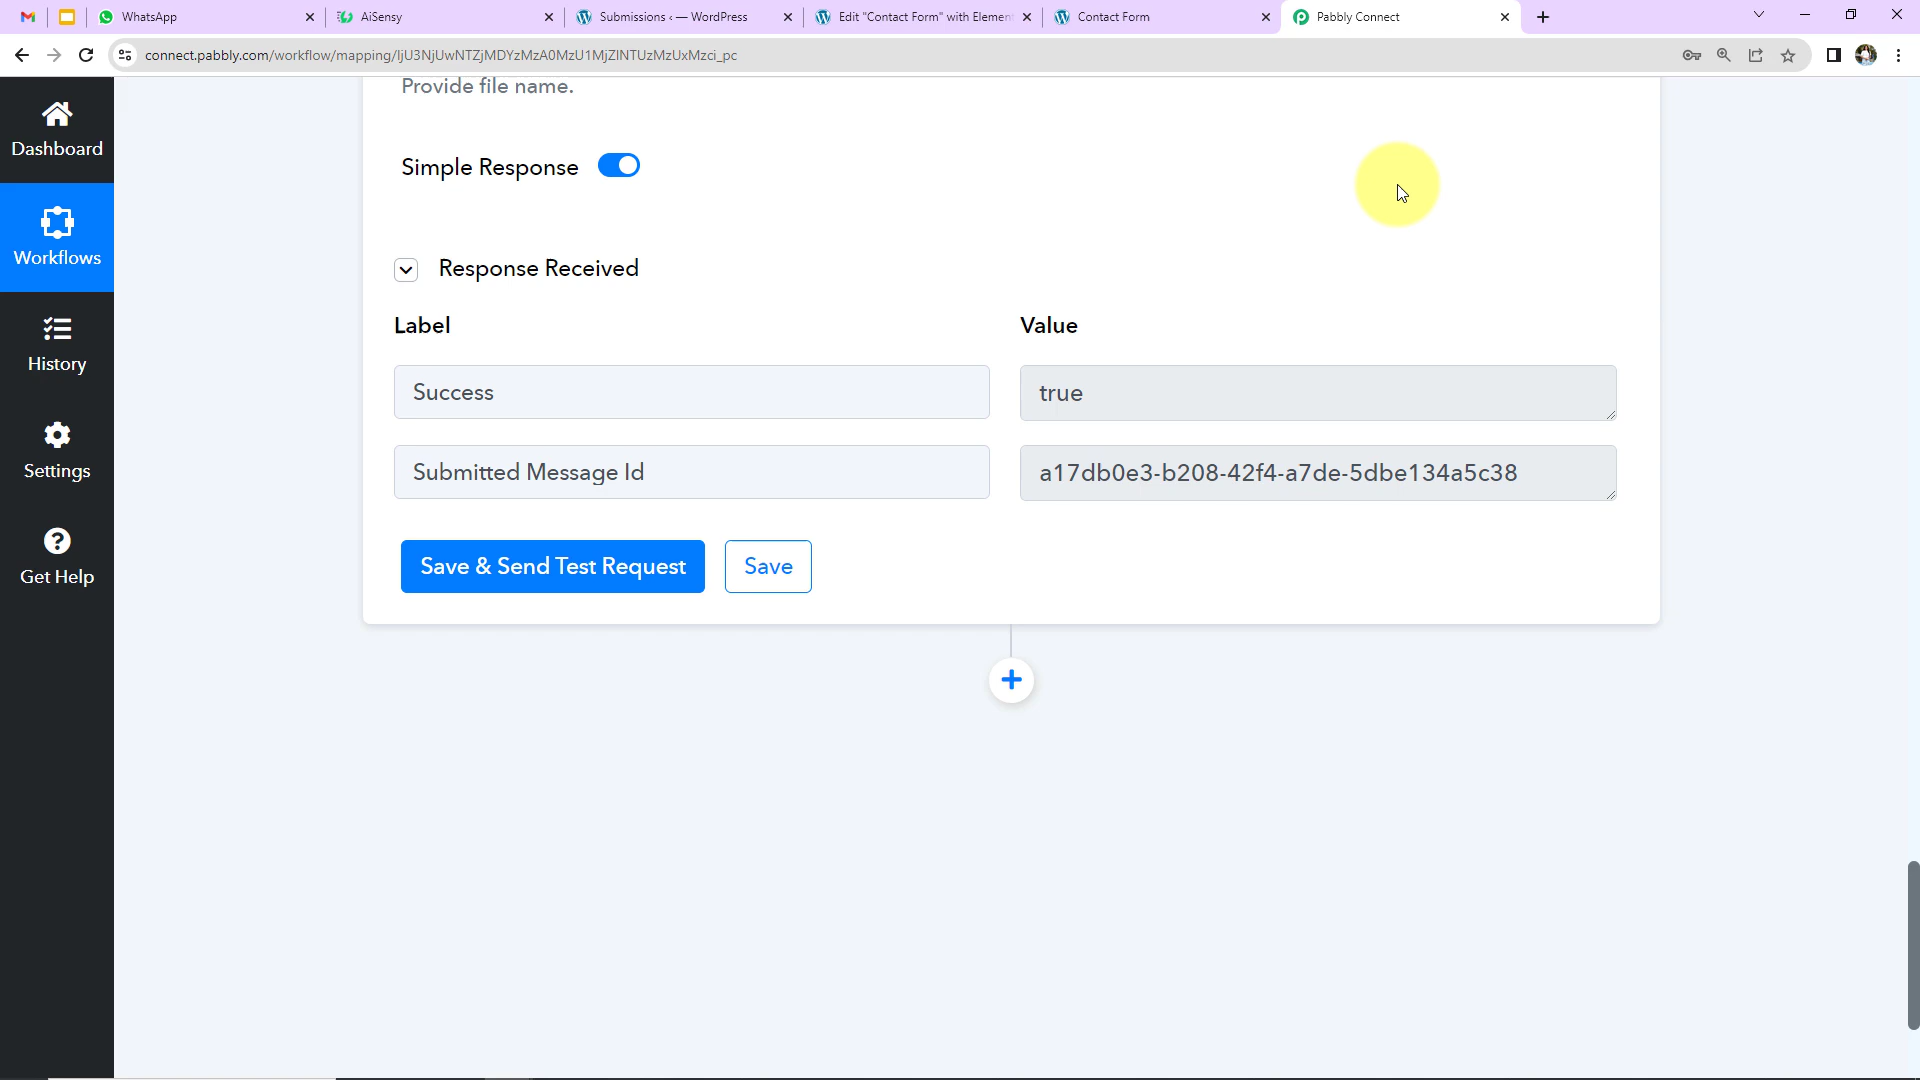 WhatsApp
AiSensy
Submissions ‹ — WordPress
Edit "Contact Form" with Elemen
Contact Form
Pabbly Connect
connect.pabbly.com/workflow/mapping/IjU3NjUwNTZjMDYzMzA0MzU1MjZlNTUzMzUxMzci_pc
Dashboard
Workflows
History
Settings
Get Help
Provide file name.
Simple Response
Response Received
Label
Value
Success
true
Submitted Message Id
a17db0e3-b208-42f4-a7de-5dbe134a5c38
Save & Send Test Request
Save